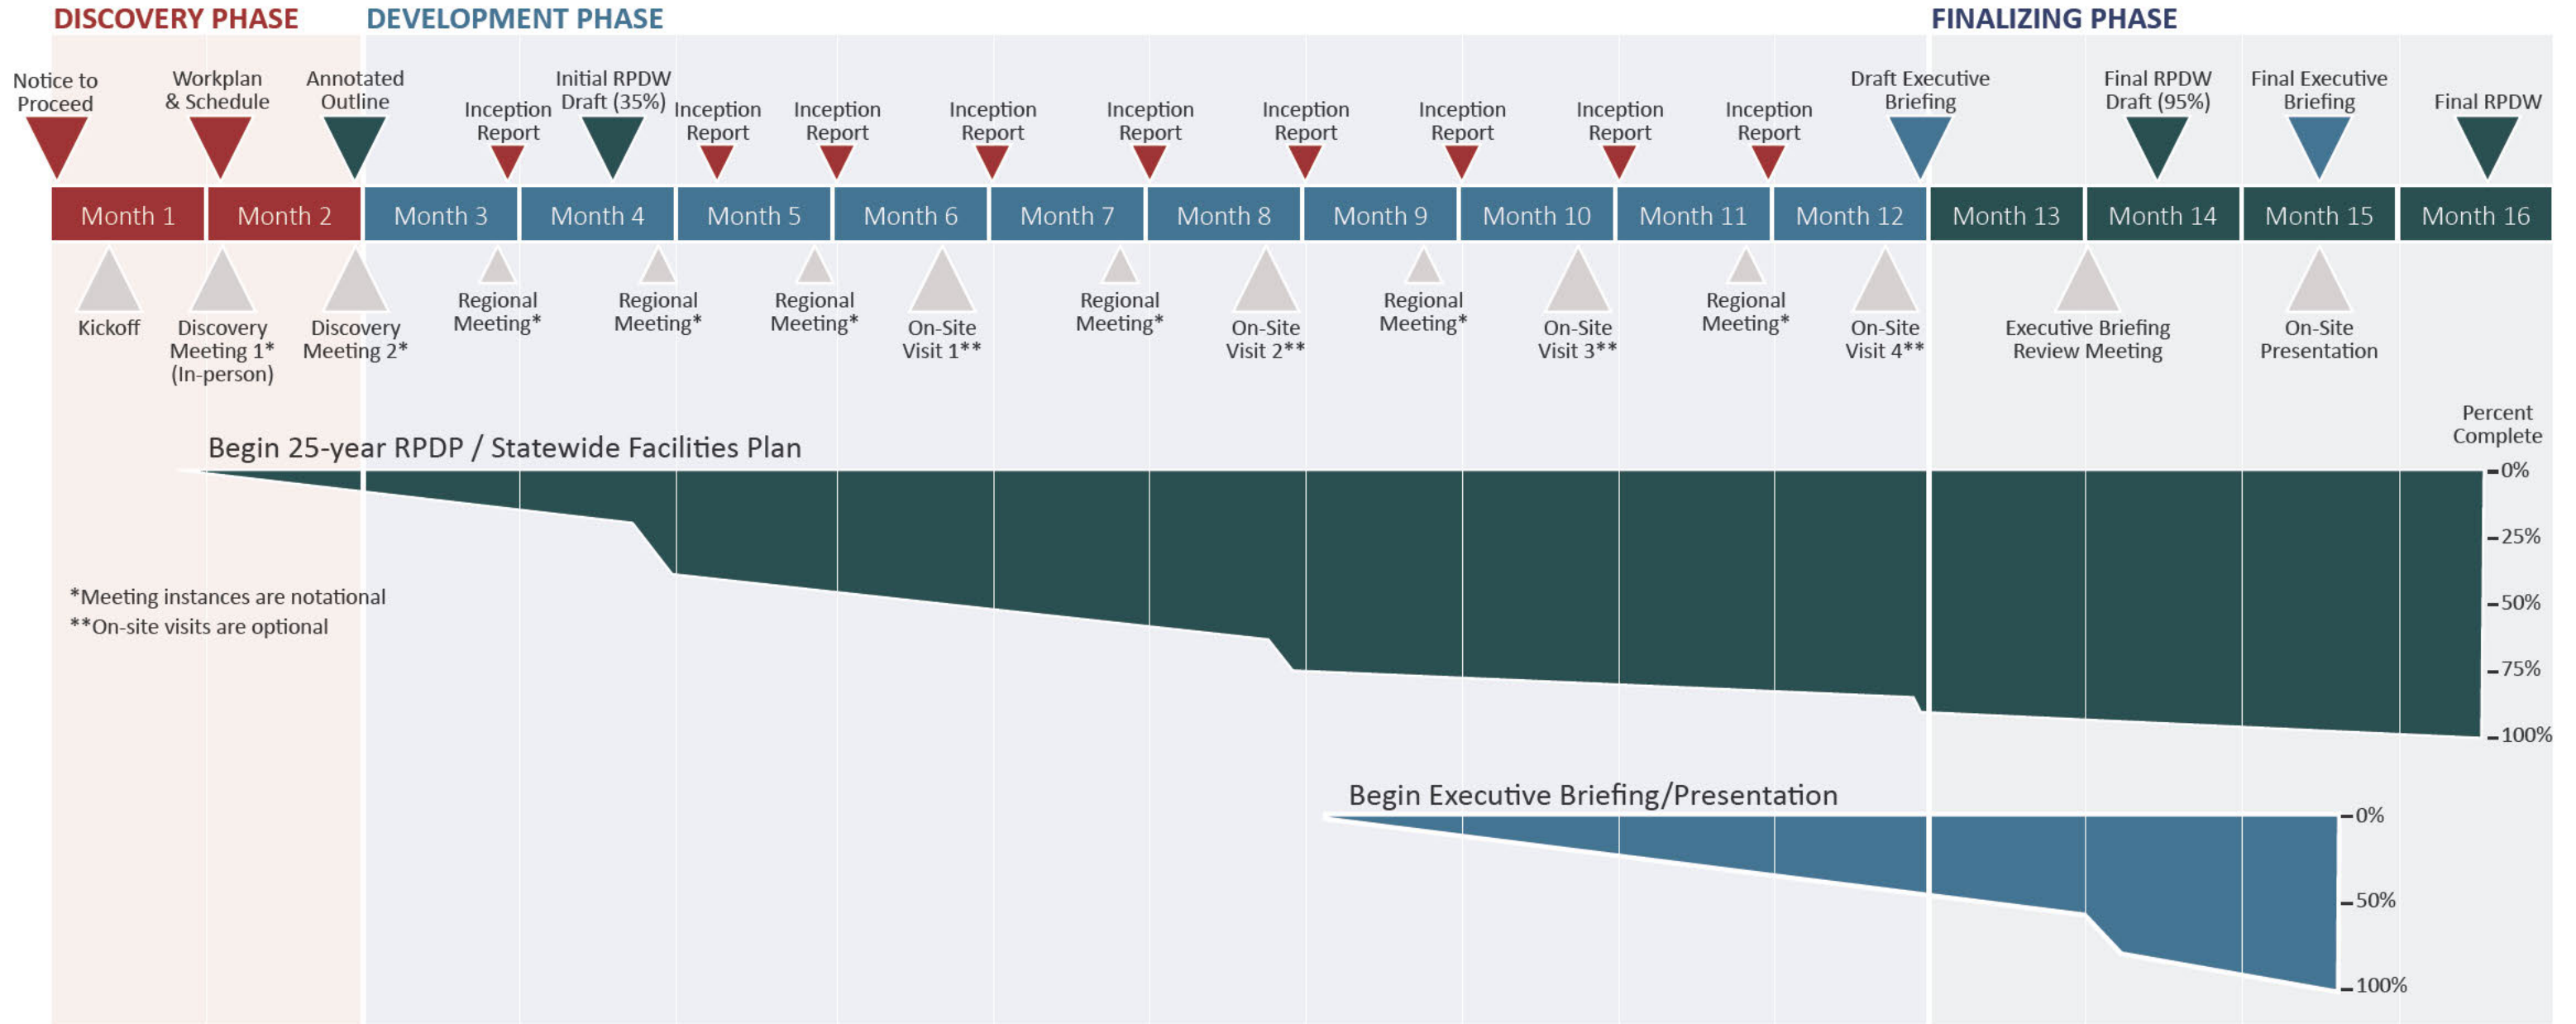 DISCOVERY PHASE
DEVELOPMENT PHASE
FINALIZING PHASE
Notice to
Proceed
Workplan
& Schedule
Annotated
Outline
Inception
Report
Initial RPDW
Draft (35%)
Inception
Report
Inception
Report
Inception
Report
Inception
Report
Inception
Report
Inception
Report
Inception
Report
Inception
Report
Draft Executive
Briefing
Final RPDW
Draft (95%)
Final Executive
Briefing
Final RPDW
Month 1
Month 2
Month 3
Month 4
Month 5
Month 6
Month 7
Month 8
Month 9
Month 10
Month 11
Month 12
Month 13
Month 14
Month 15
Month 16
Kickoff
Discovery
Meeting 1*
(In-person)
Discovery
Meeting 2*
Regional
Meeting*
Regional
Meeting*
Regional
Meeting*
On-Site
Visit 1**
Regional
Meeting*
On-Site
Visit 2**
Regional
Meeting*
On-Site
Visit 3**
Regional
Meeting*
On-Site
Visit 4**
Executive Briefing
Review Meeting
On-Site
Presentation
Percent
Complete
Begin 25-year RPDP / Statewide Facilities Plan
0%
25%
50%
75%
100%
*Meeting instances are notational
**On-site visits are optional
Begin Executive Briefing/Presentation
0%
50%
100%